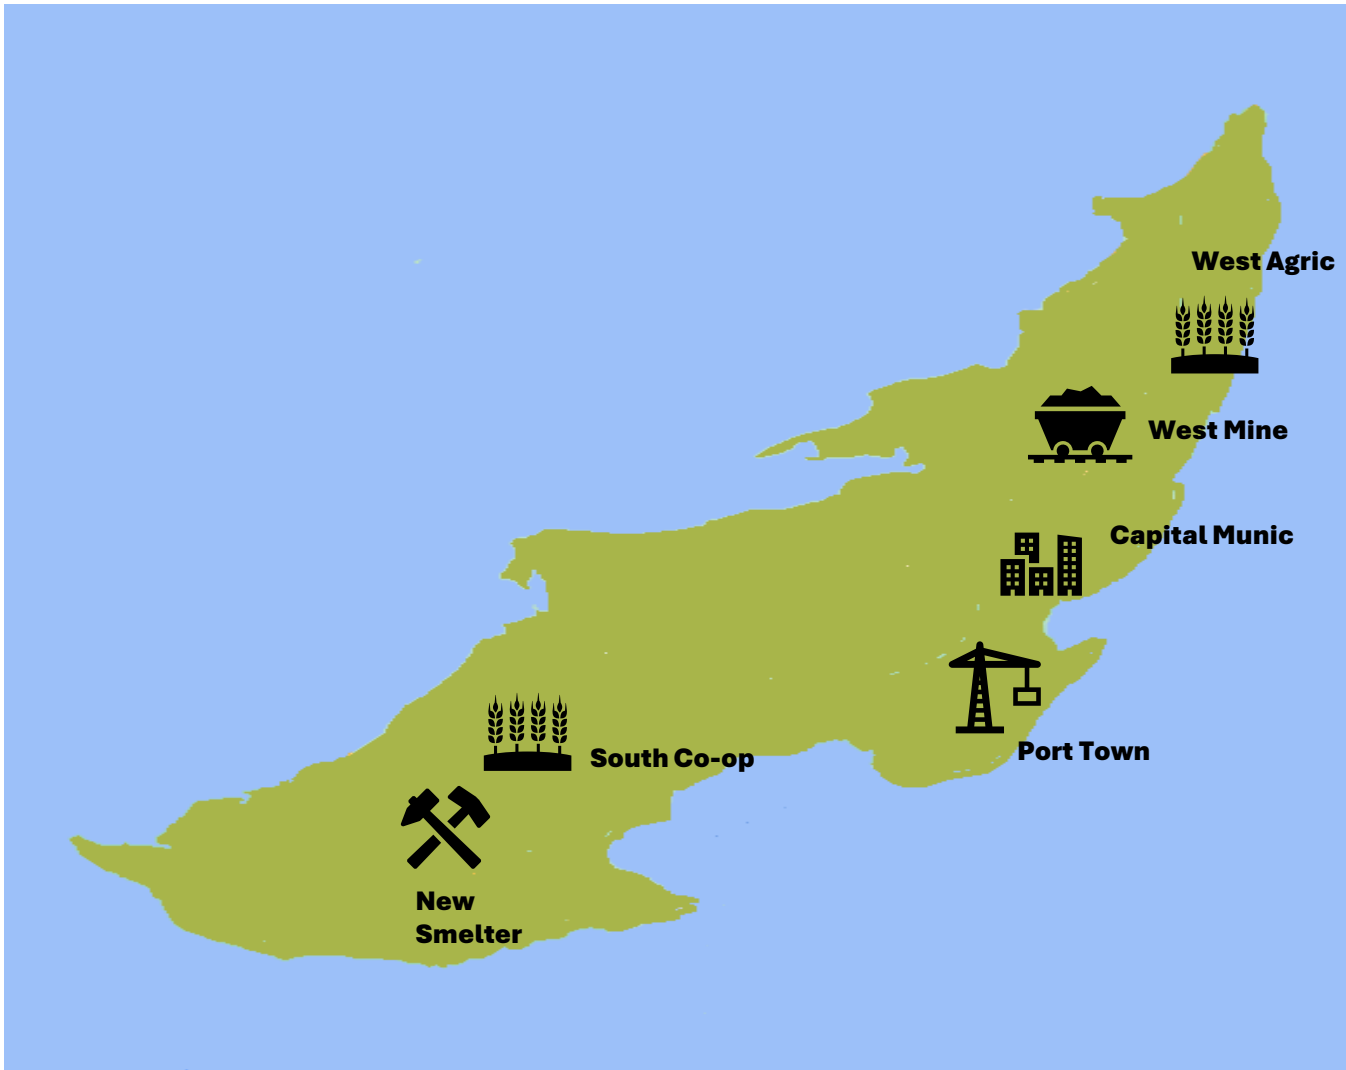 West Agric
West Mine
Capital Munic
Port Town
South Co-op
New
Smelter